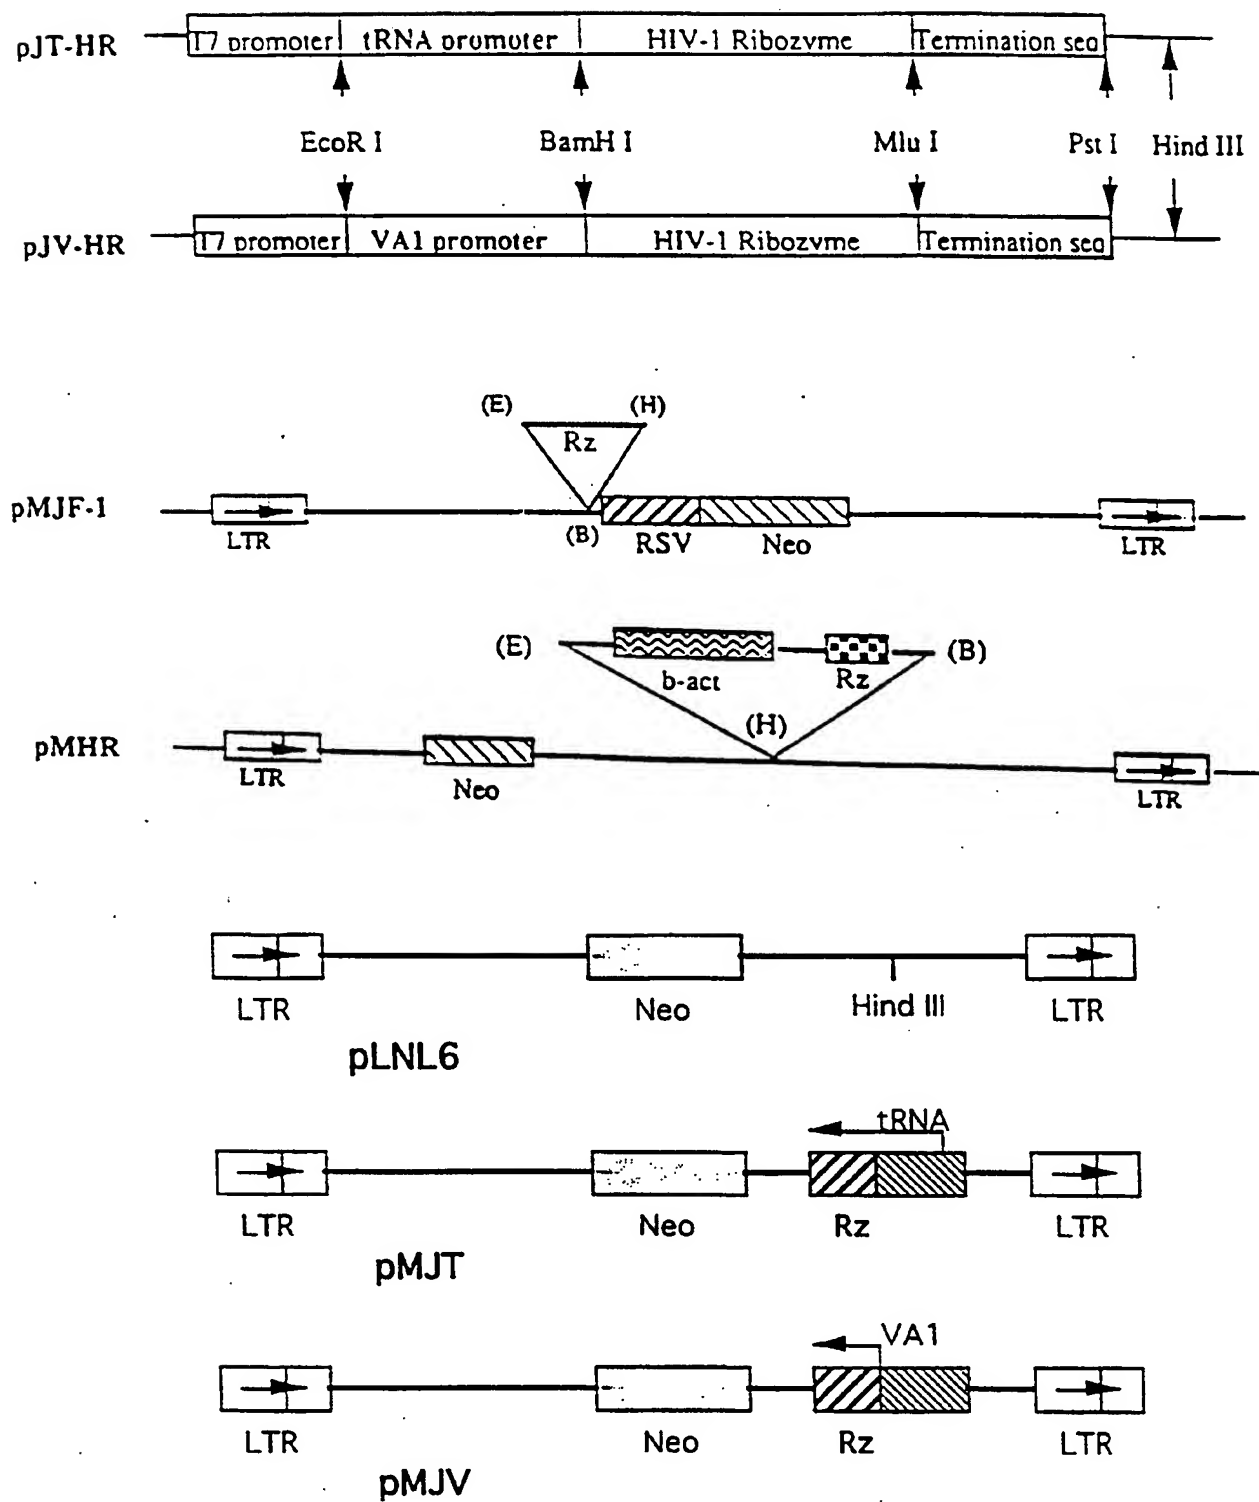 pJT-HR T7 promoter tRNA promoter HIV-1 Ribozyme Termination seq
EcoR I BamH I Mlu I Pst I Hind III
pJV-HR T7 promoter VA1 promoter HIV-1 Ribozyme Termination seq
(E) (H)
Rz
pMJF-1
LTR (B) RSV Neo LTR
(E) (B)
b-act Rz
(H)
pMHR
LTR Neo LTR
LTR Neo Hind III LTR
pLNL6
tRNA
LTR Neo Rz LTR
pMJT
VA1
LTR Neo Rz LTR
pMJV